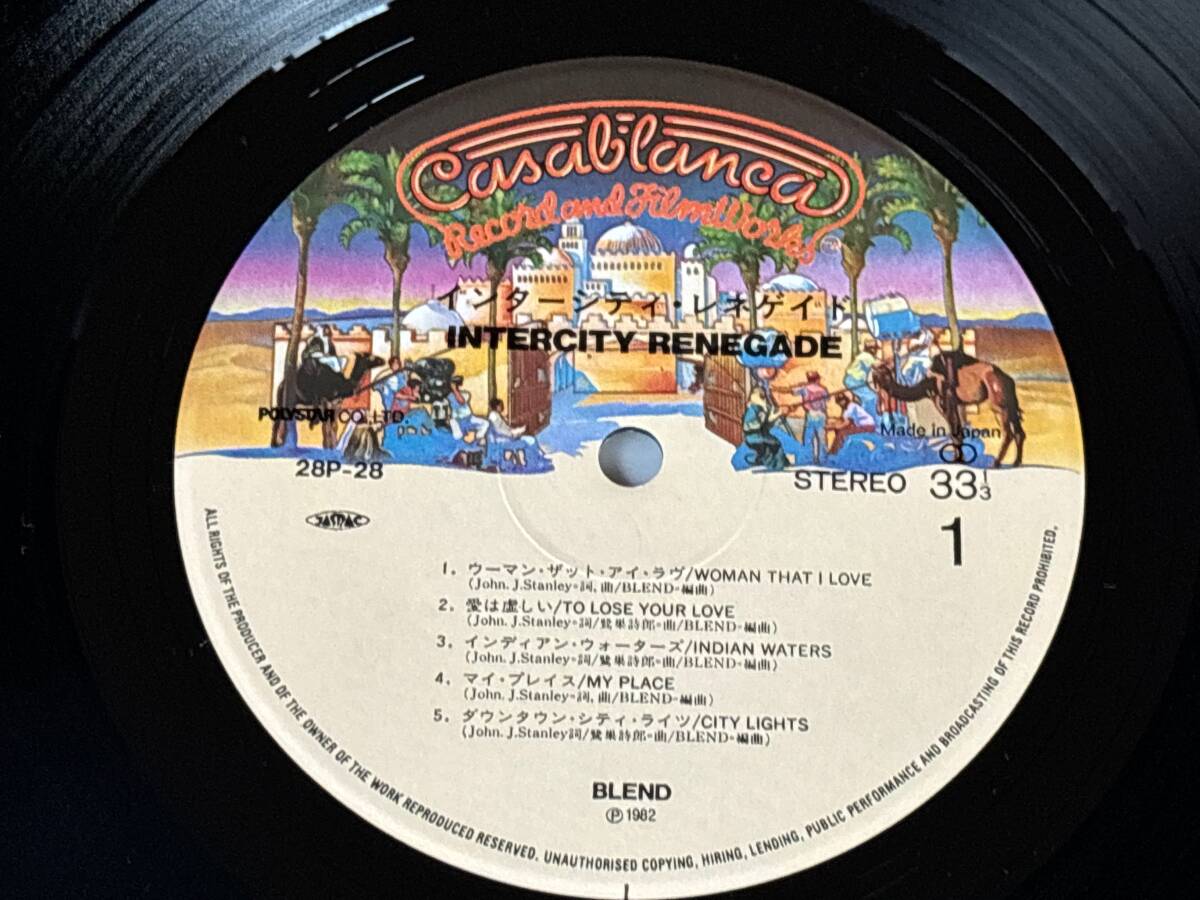 Casablanca
Record and FilmWorks
インターシティ・レネゲイド
INTERCITY RENEGADE
POLYSTAR CO., LTD.
Made in Japan
28P-28
STEREO 33 1/3
JASRAC
1
1. ウーマン・ザット・アイ・ラヴ/WOMAN THAT I LOVE
(John. J.Stanley=詞, 曲/BLEND=編曲)
2. 愛は虚しい/TO LOSE YOUR LOVE
(John. J.Stanley=詞/鷺巣詩郎=曲/BLEND=編曲)
3. インディアン・ウォーターズ/INDIAN WATERS
(John. J.Stanley=詞/鷺巣詩郎=曲/BLEND=編曲)
4. マイ・プレイス/MY PLACE
(John. J.Stanley=詞, 曲/BLEND=編曲)
5. ダウンタウン・シティ・ライツ/CITY LIGHTS
(John. J.Stanley詞/鷺巣詩郎=曲/BLEND=編曲)
BLEND
Ⓟ1982
ALL RIGHTS OF THE PRODUCER AND OF THE OWNER OF THE WORK REPRODUCED RESERVED. UNAUTHORISED COPYING, HIRING, LENDING, PUBLIC PERFORMANCE AND BROADCASTING OF THIS RECORD PROHIBITED.